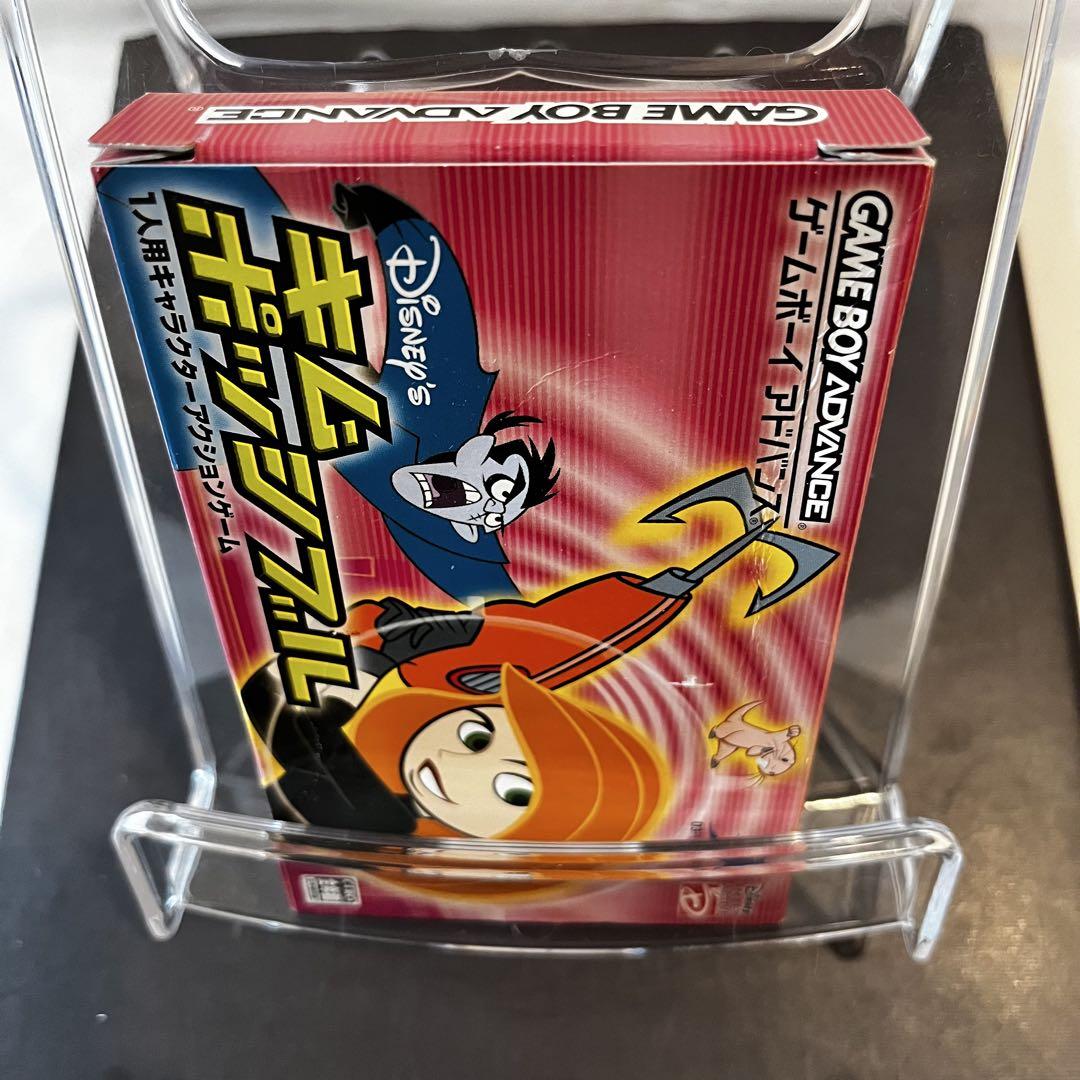 GAME BOY ADVANCE®
GAME BOY ADVANCE®
ゲームボーイ アドバンス®
DISNEY'S
キム
ポッシブル
1人用キャラクターアクションゲーム